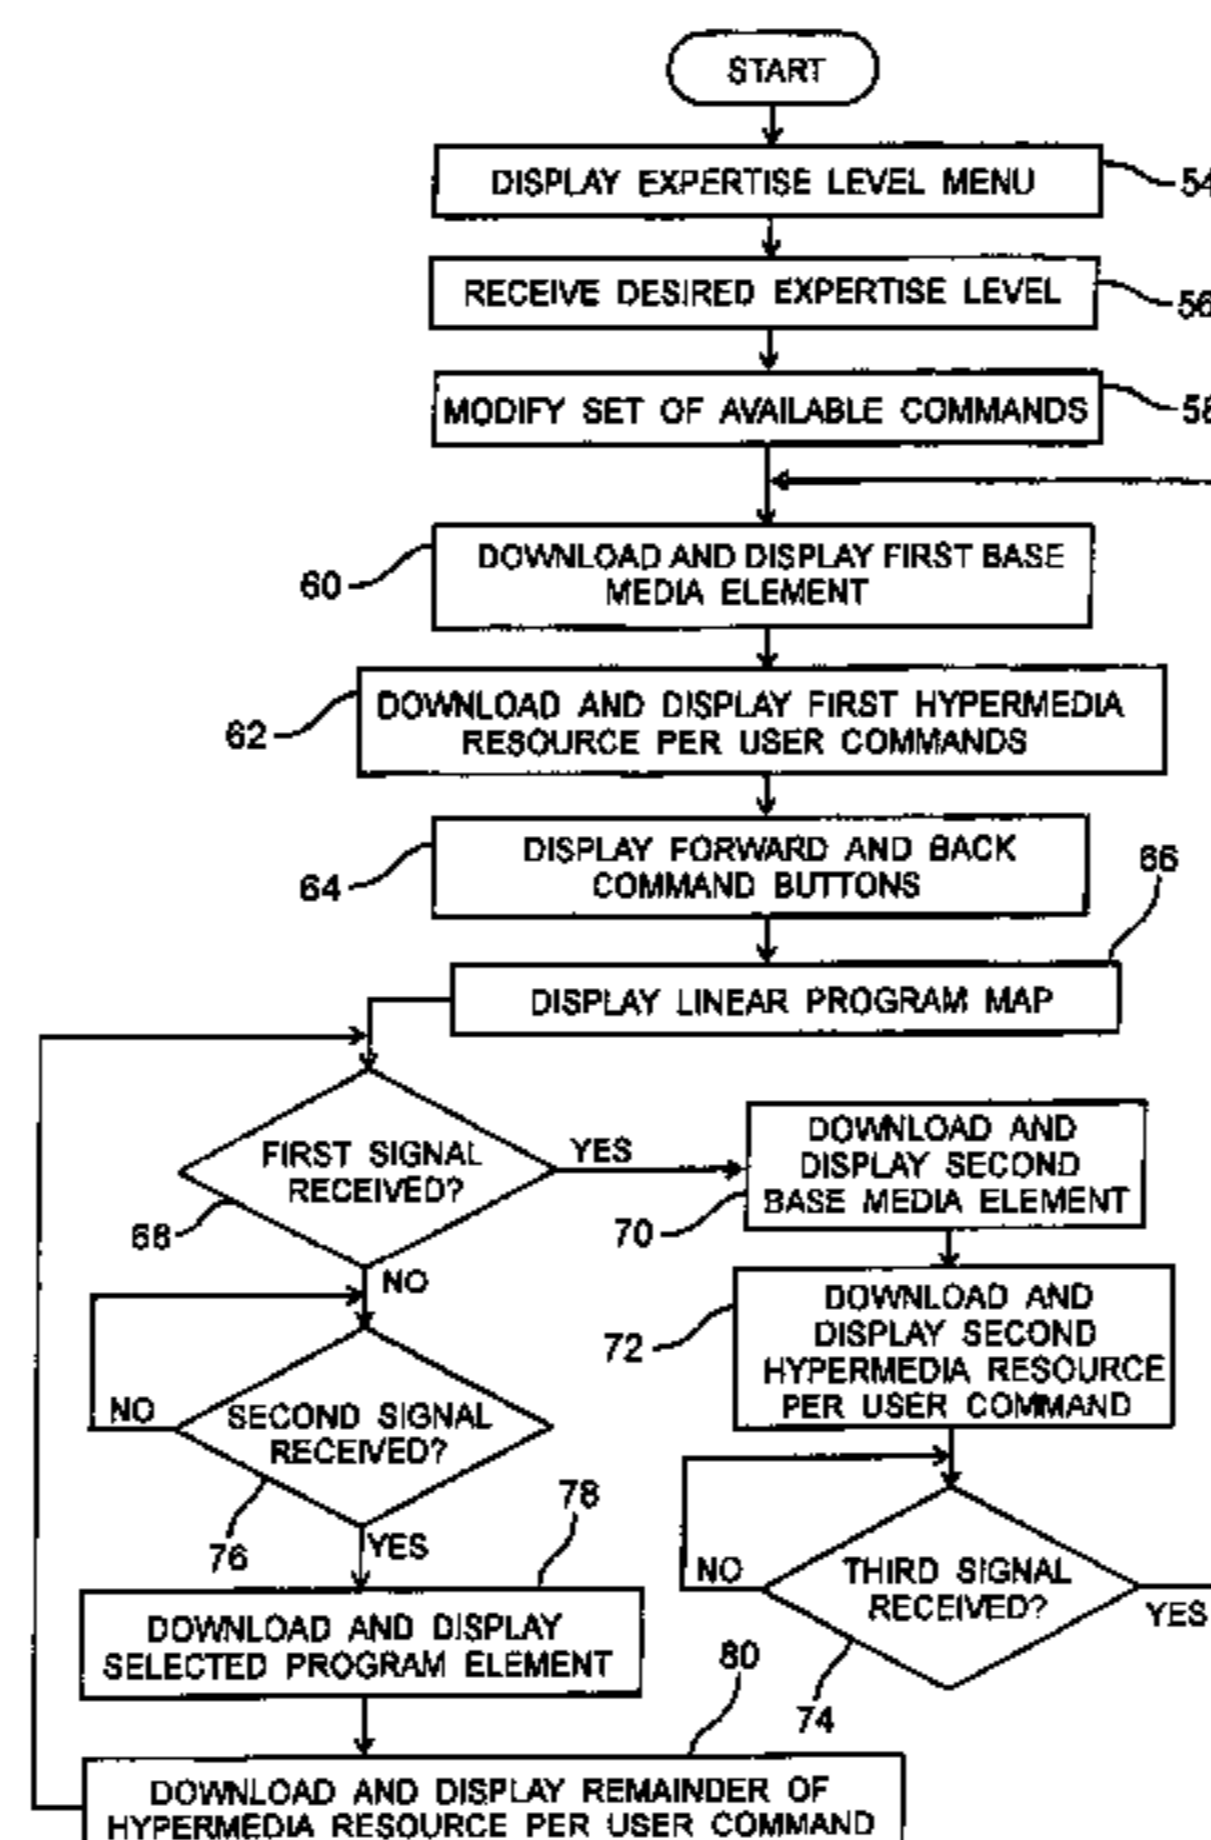 START
DISPLAY EXPERTISE LEVEL MENU
54
RECEIVE DESIRED EXPERTISE LEVEL
56
MODIFY SET OF AVAILABLE COMMANDS
58
DOWNLOAD AND DISPLAY FIRST BASE
MEDIA ELEMENT
60
DOWNLOAD AND DISPLAY FIRST HYPERMEDIA
RESOURCE PER USER COMMANDS
62
DISPLAY FORWARD AND BACK
COMMAND BUTTONS
64
66
DISPLAY LINEAR PROGRAM MAP
FIRST SIGNAL
RECEIVED?
68
YES
NO
DOWNLOAD AND
DISPLAY SECOND
BASE MEDIA ELEMENT
70
DOWNLOAD AND
DISPLAY SECOND
HYPERMEDIA RESOURCE
PER USER COMMAND
72
SECOND SIGNAL
RECEIVED?
NO
76
YES
78
THIRD SIGNAL
RECEIVED?
NO
YES
74
DOWNLOAD AND DISPLAY
SELECTED PROGRAM ELEMENT
80
DOWNLOAD AND DISPLAY REMAINDER OF
HYPERMEDIA RESOURCE PER USER COMMAND